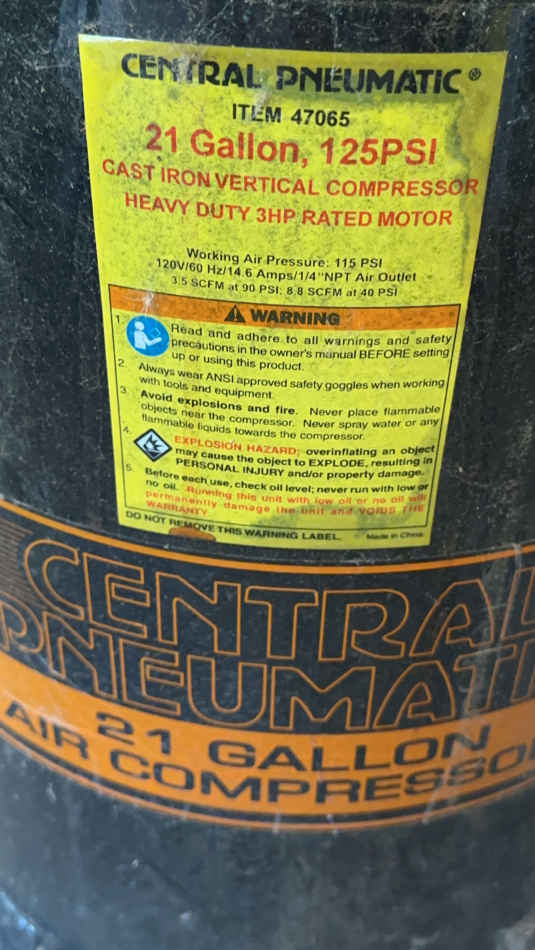 CENTRAL PNEUMATIC®
ITEM 47065
21 Gallon, 125PSI
CAST IRON VERTICAL COMPRESSOR
HEAVY DUTY 3HP RATED MOTOR
Working Air Pressure: 115 PSI
120V/60 Hz/14.6 Amps/1/4"NPT Air Outlet
3.5 SCFM at 90 PSI; 8.8 SCFM at 40 PSI
WARNING
1. Read and adhere to all warnings and safety
precautions in the owner's manual BEFORE setting
up or using this product.
2. Always wear ANSI approved safety goggles when working
with tools and equipment.
3. Avoid explosions and fire. Never place flammable
objects near the compressor. Never spray water or any
flammable liquids towards the compressor.
4. EXPLOSION HAZARD; overinflating an object
may cause the object to EXPLODE, resulting in
PERSONAL INJURY and/or property damage.
5. Before each use, check oil level; never run with low or
no oil. Running this unit with low oil or no oil will
permanently damage the unit and VOIDS THE
WARRANTY
DO NOT REMOVE THIS WARNING LABEL. Made in China
CENTRAL
PNEUMATI
21 GALLON
AIR COMPRESSO